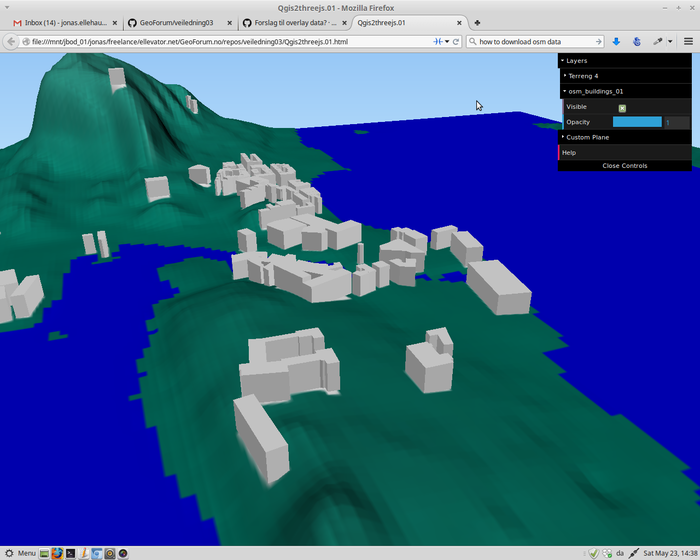 Qgis2threejs.01 - Mozilla Firefox
Inbox (14) - jonas.ellehau...
GeoForum/veiledning03
Forslag til overlay data? - ...
Qgis2threejs.01
file:///mnt/jbod_01/jonas/freelance/ellevator.net/GeoForum.no/repos/veiledning03/Qgis2threejs.01.html
how to download osm data
Layers
Terreng 4
osm_buildings_01
Visible
Opacity
1
Custom Plane
Help
Close Controls
Menu
da
Sat May 23, 14:38